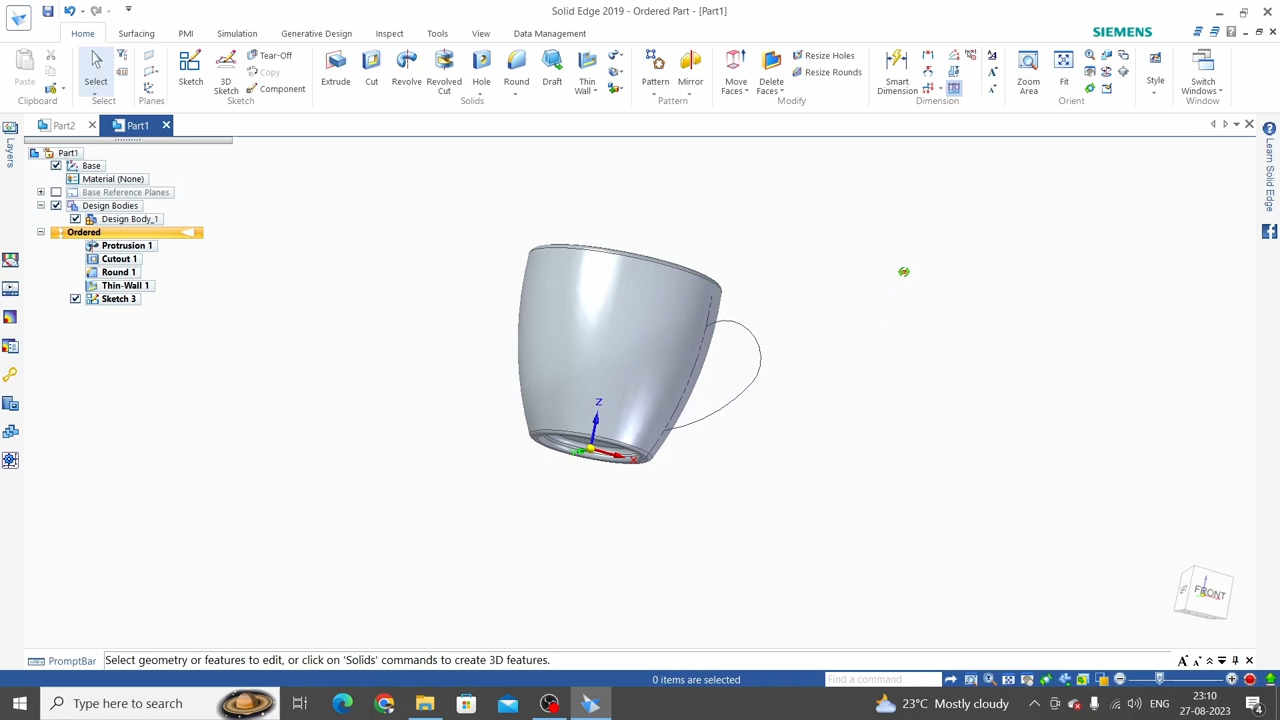 Solid Edge 2019 - Ordered Part - [Part1]
Home Surfacing PMI Simulation Generative Design Inspect Tools View Data Management SIEMENS
Paste Select Sketch 3D Sketch Tear-Off Copy Component Extrude Cut Revolve Revolved Cut Hole Round Draft Thin Wall Pattern Mirror Move Faces Delete Faces Resize Holes Resize Rounds Smart Dimension Zoom Area Fit Style Switch Windows
Clipboard Select Planes Sketch Solids Pattern Modify Dimension Orient Style Window
Part2 Part1
Layers
Learn Solid Edge
Part1
Base
Material (None)
Base Reference Planes
Design Bodies
Design Body_1
Ordered
Protrusion 1
Cutout 1
Round 1
Thin-Wall 1
Sketch 3
Z
X
FRONT
PromptBar Select geometry or features to edit, or click on 'Solids' commands to create 3D features.
0 items are selected Find a command
Type here to search 23°C Mostly cloudy ENG 23:10
27-08-2023 4